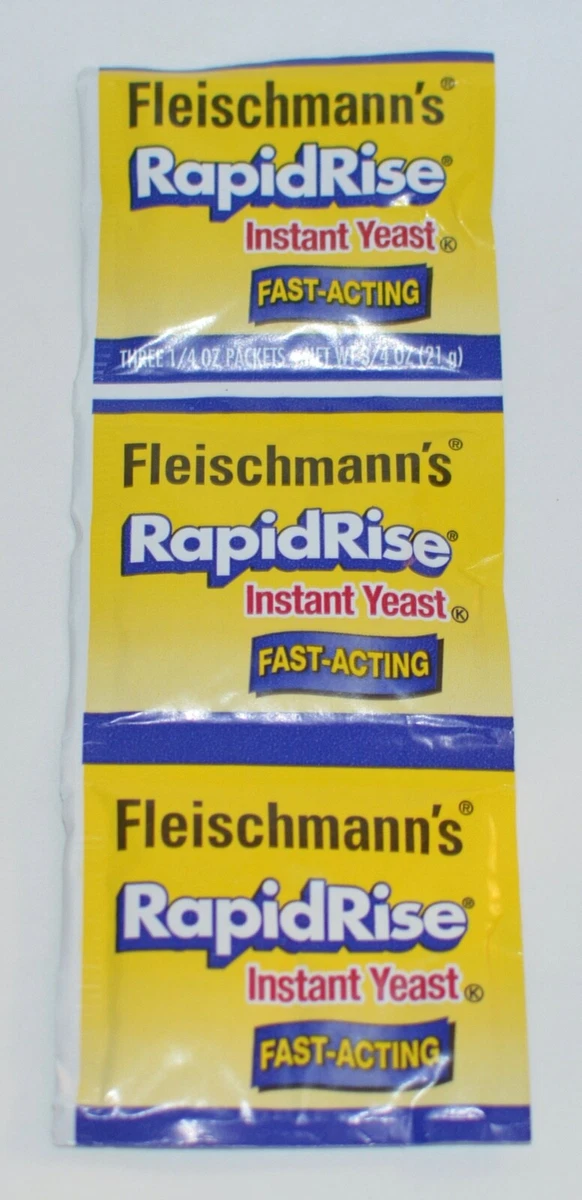 Fleischmann's®
RapidRise®
Instant Yeast Ⓚ
FAST-ACTING
THREE 1/4 OZ PACKETS NET WT 3/4 OZ (21 g)
Fleischmann's®
RapidRise®
Instant Yeast Ⓚ
FAST-ACTING
Fleischmann's®
RapidRise®
Instant Yeast Ⓚ
FAST-ACTING